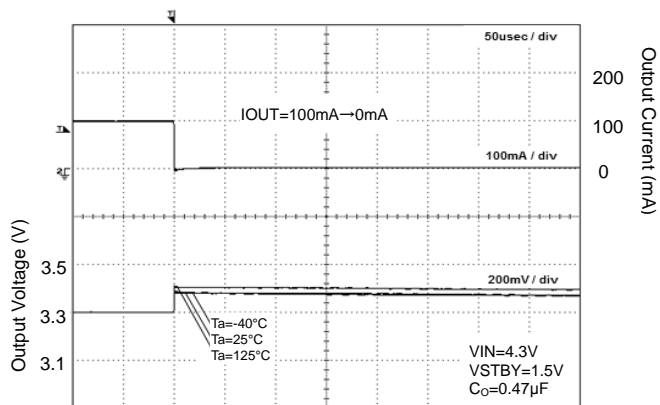 50usec / div
IOUT=100mA→0mA
100mA / div
200
100
0
Output Current (mA)
Output Voltage (V)
3.5
3.3
3.1
200mV / div
Ta=-40°C
Ta=25°C
Ta=125°C
VIN=4.3V
VSTBY=1.5V
CO=0.47µF